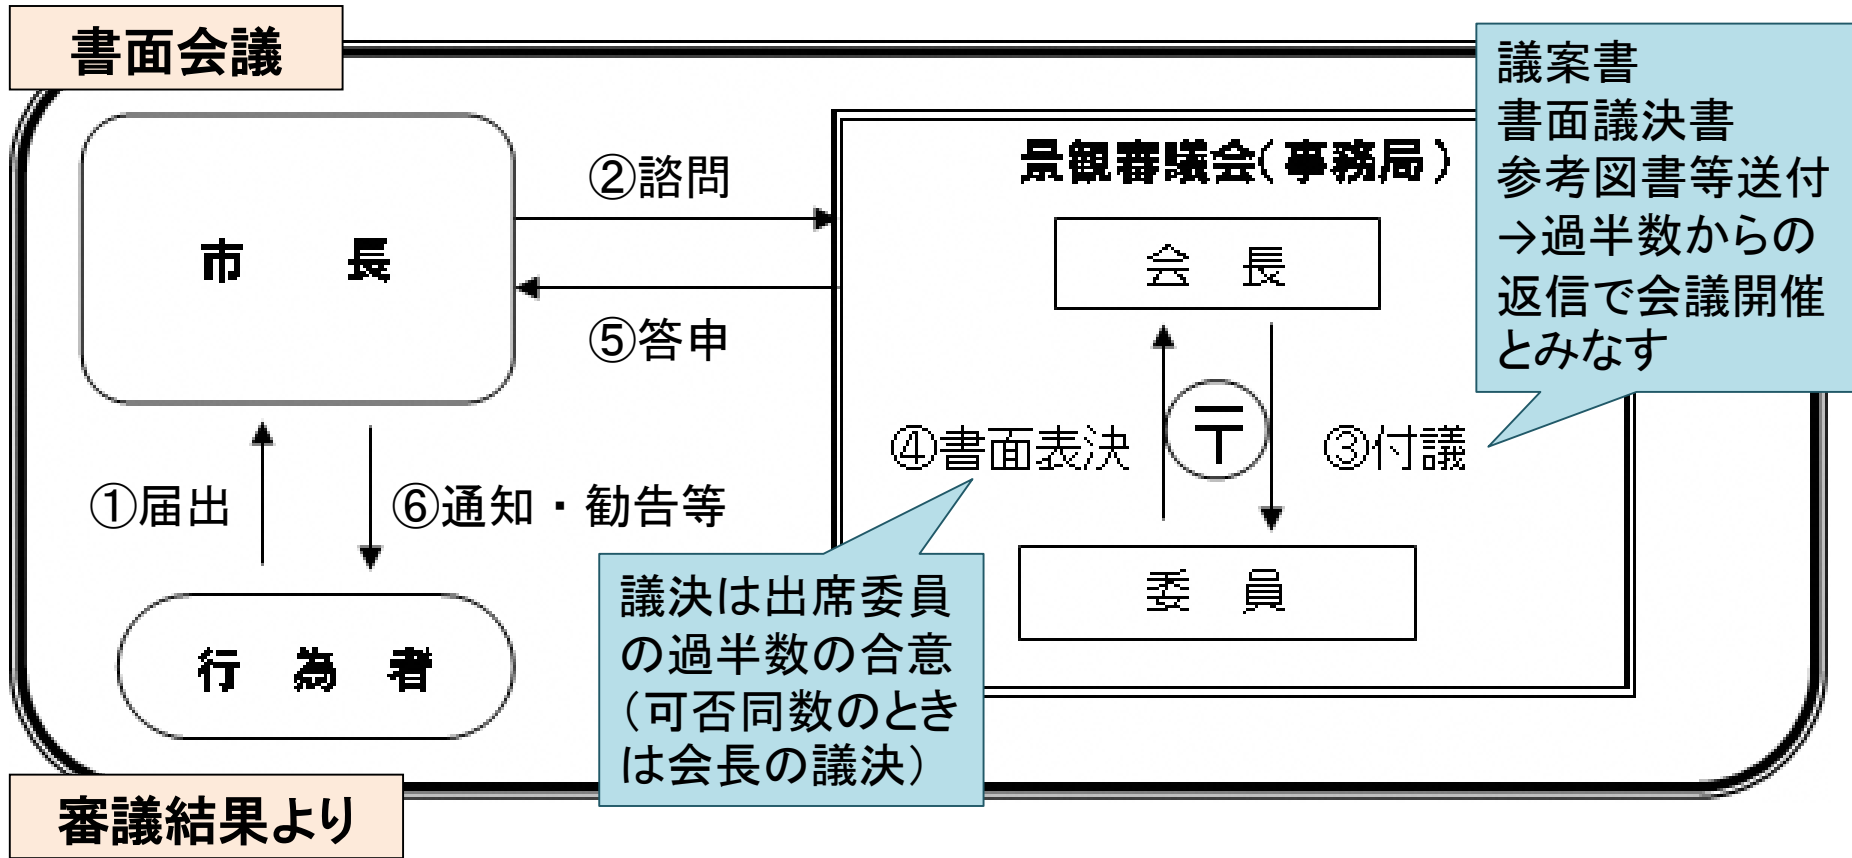 書面会議
議案書
書面議決書
参考図書等送付
→過半数からの
返信で会議開催
とみなす
景観審議会(事務局)
②諮問
市 長
会 長
⑤答申
④書面表決
〒
③付議
①届出
⑥通知・勧告等
委 員
議決は出席委員
の過半数の合意
(可否同数のとき
は会長の議決)
行 為 者
審議結果より